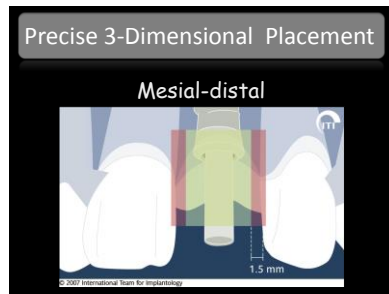 Precise 3-Dimensional Placement
Mesial-distal
ITI
1.5 mm
© 2007 International Team for Implantology